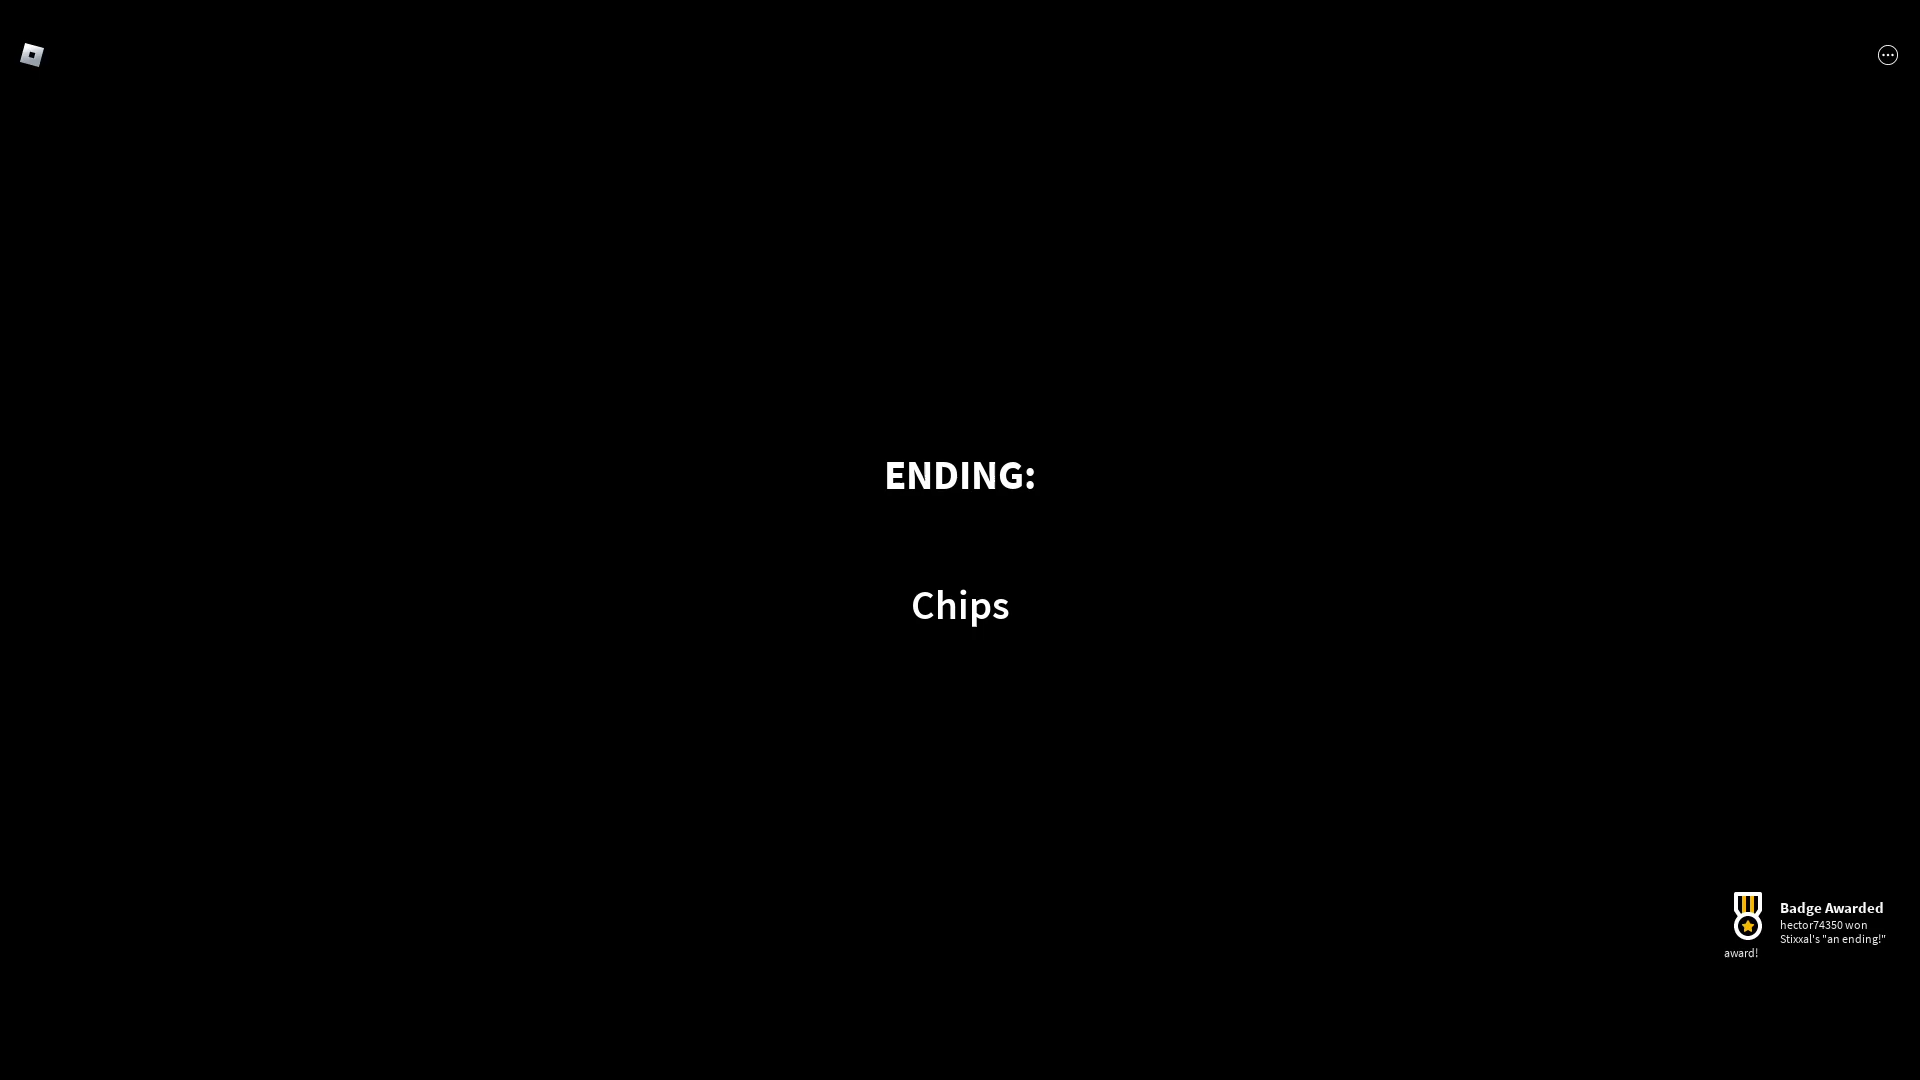 ENDING:
Chips
Badge Awarded
hector74350 won
Stixxal's "an ending!"
award!